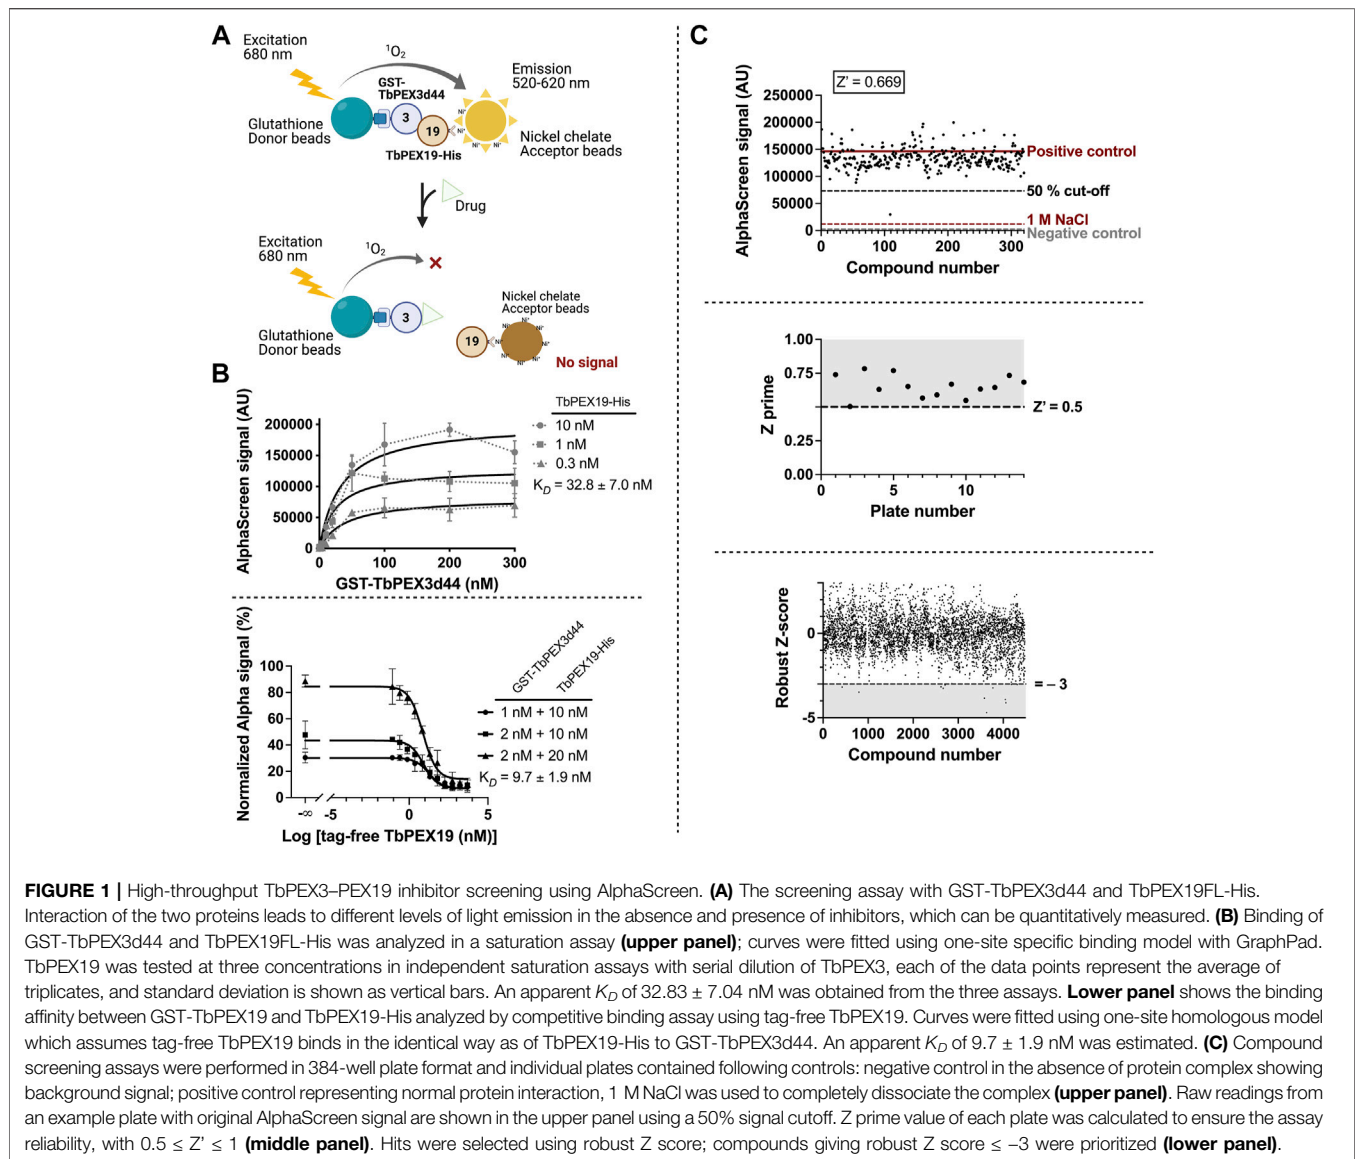 A
Excitation
680 nm
¹O₂
GST-
TbPEX3d44
Emission
520-620 nm
3
19
Ni⁺
Glutathione
Donor beads
TbPEX19-His
Nickel chelate
Acceptor beads
Drug
Excitation
680 nm
¹O₂
Nickel chelate
Acceptor beads
3
Glutathione
Donor beads
19
Ni⁺
No signal
B
AlphaScreen signal (AU)
200000
150000
100000
50000
0
0 100 200 300
GST-TbPEX3d44 (nM)
TbPEX19-His
10 nM
1 nM
0.3 nM
K_D = 32.8 ± 7.0 nM
Normalized Alpha signal (%)
100
80
60
40
20
0
-∞ -5 0 5
Log [tag-free TbPEX19 (nM)]
GST-TbPEX3d44
TbPEX19-His
1 nM + 10 nM
2 nM + 10 nM
2 nM + 20 nM
K_D = 9.7 ± 1.9 nM
C
Z' = 0.669
AlphaScreen signal (AU)
250000
200000
150000
100000
50000
0
0 100 200 300
Compound number
Positive control
50 % cut-off
1 M NaCl
Negative control
Z prime
1.00
0.75
0.25
0.00
0 5 10
Plate number
Z' = 0.5
Robust Z-score
0
-5
0 1000 2000 3000 4000
Compound number
= – 3
FIGURE 1 | High-throughput TbPEX3–PEX19 inhibitor screening using AlphaScreen. (A) The screening assay with GST-TbPEX3d44 and TbPEX19FL-His.
Interaction of the two proteins leads to different levels of light emission in the absence and presence of inhibitors, which can be quantitatively measured. (B) Binding of
GST-TbPEX3d44 and TbPEX19FL-His was analyzed in a saturation assay (upper panel); curves were fitted using one-site specific binding model with GraphPad.
TbPEX19 was tested at three concentrations in independent saturation assays with serial dilution of TbPEX3, each of the data points represent the average of
triplicates, and standard deviation is shown as vertical bars. An apparent K_D of 32.83 ± 7.04 nM was obtained from the three assays. Lower panel shows the binding
affinity between GST-TbPEX19 and TbPEX19-His analyzed by competitive binding assay using tag-free TbPEX19. Curves were fitted using one-site homologous model
which assumes tag-free TbPEX19 binds in the identical way as of TbPEX19-His to GST-TbPEX3d44. An apparent K_D of 9.7 ± 1.9 nM was estimated. (C) Compound
screening assays were performed in 384-well plate format and individual plates contained following controls: negative control in the absence of protein complex showing
background signal; positive control representing normal protein interaction, 1 M NaCl was used to completely dissociate the complex (upper panel). Raw readings from
an example plate with original AlphaScreen signal are shown in the upper panel using a 50% signal cutoff. Z prime value of each plate was calculated to ensure the assay
reliability, with 0.5 ≤ Z' ≤ 1 (middle panel). Hits were selected using robust Z score; compounds giving robust Z score ≤ −3 were prioritized (lower panel).